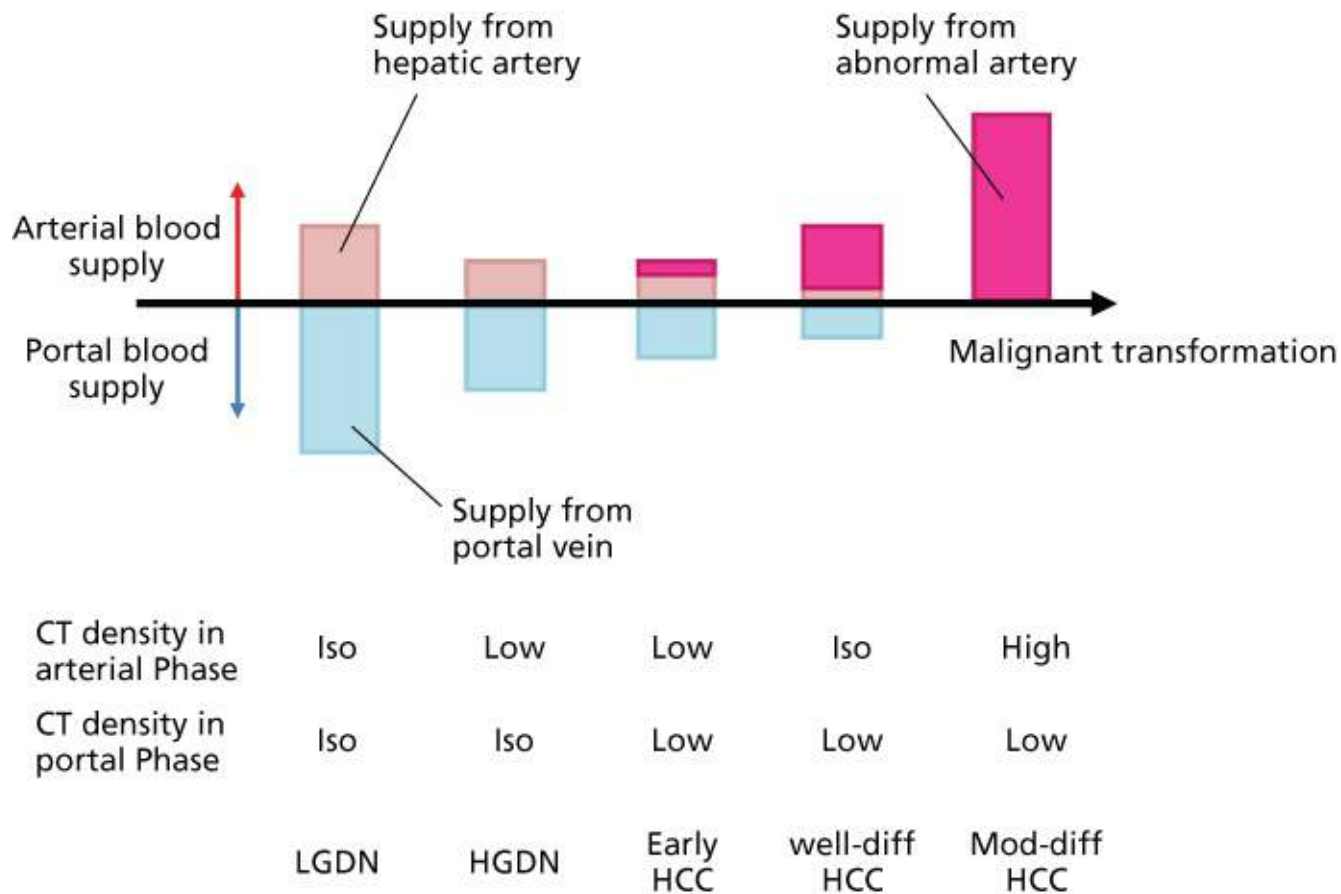 Supply from
hepatic artery
Supply from
abnormal artery
Arterial blood
supply
Portal blood
supply
Malignant transformation
Supply from
portal vein
CT density in
arterial Phase
Iso
Low
Low
Iso
High
CT density in
portal Phase
Iso
Iso
Low
Low
Low
LGDN
HGDN
Early
HCC
well-diff
HCC
Mod-diff
HCC